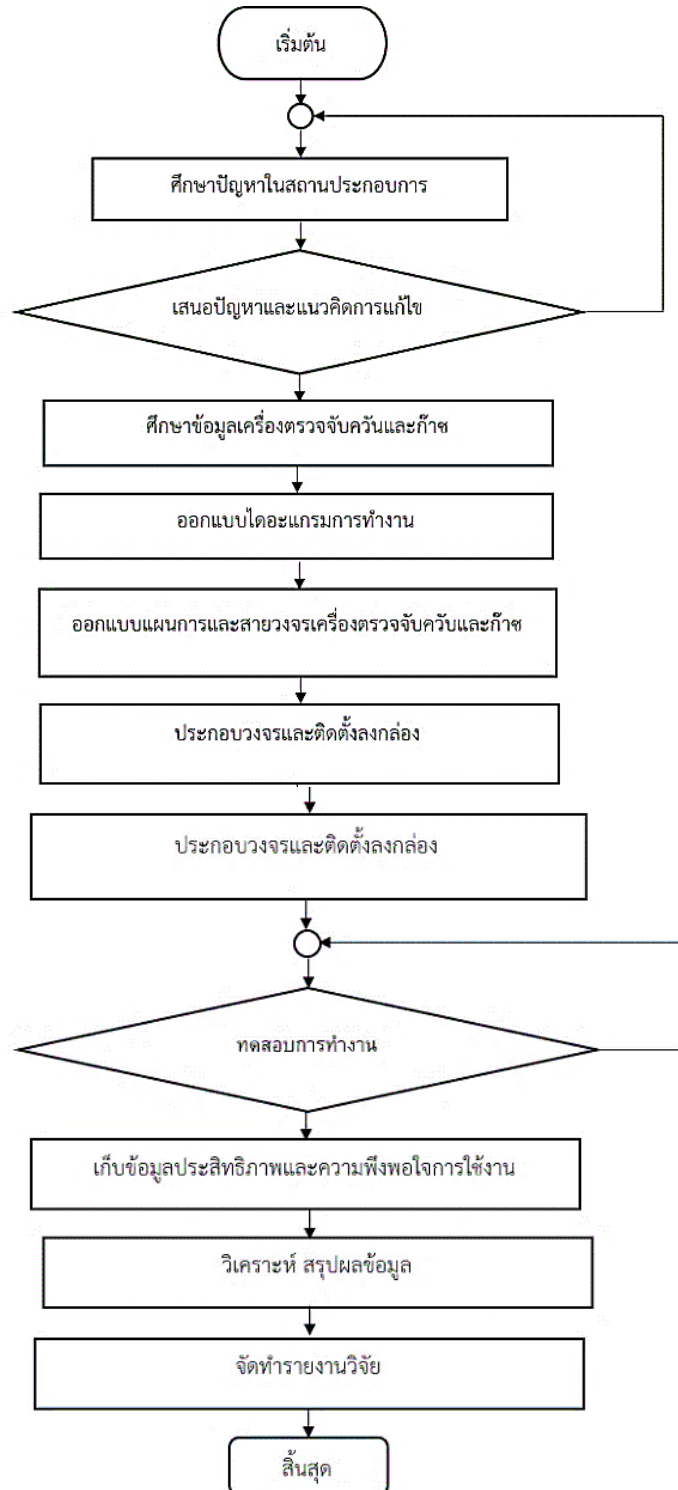 เริ่มต้น
ศึกษาปัญหาในสถานประกอบการ
เสนอปัญหาและแนวคิดการแก้ไข
ศึกษาข้อมูลเครื่องตรวจจับควันและก๊าซ
ออกแบบไดอะแกรมการทำงาน
ออกแบบแผนการและสายวงจรเครื่องตรวจจับควับและก๊าซ
ประกอบวงจรและติดตั้งลงกล่อง
ประกอบวงจรและติดตั้งลงกล่อง
ทดสอบการทำงาน
เก็บข้อมูลประสิทธิภาพและความพึงพอใจการใช้งาน
วิเคราะห์ สรุปผลข้อมูล
จัดทำรายงานวิจัย
สิ้นสุด